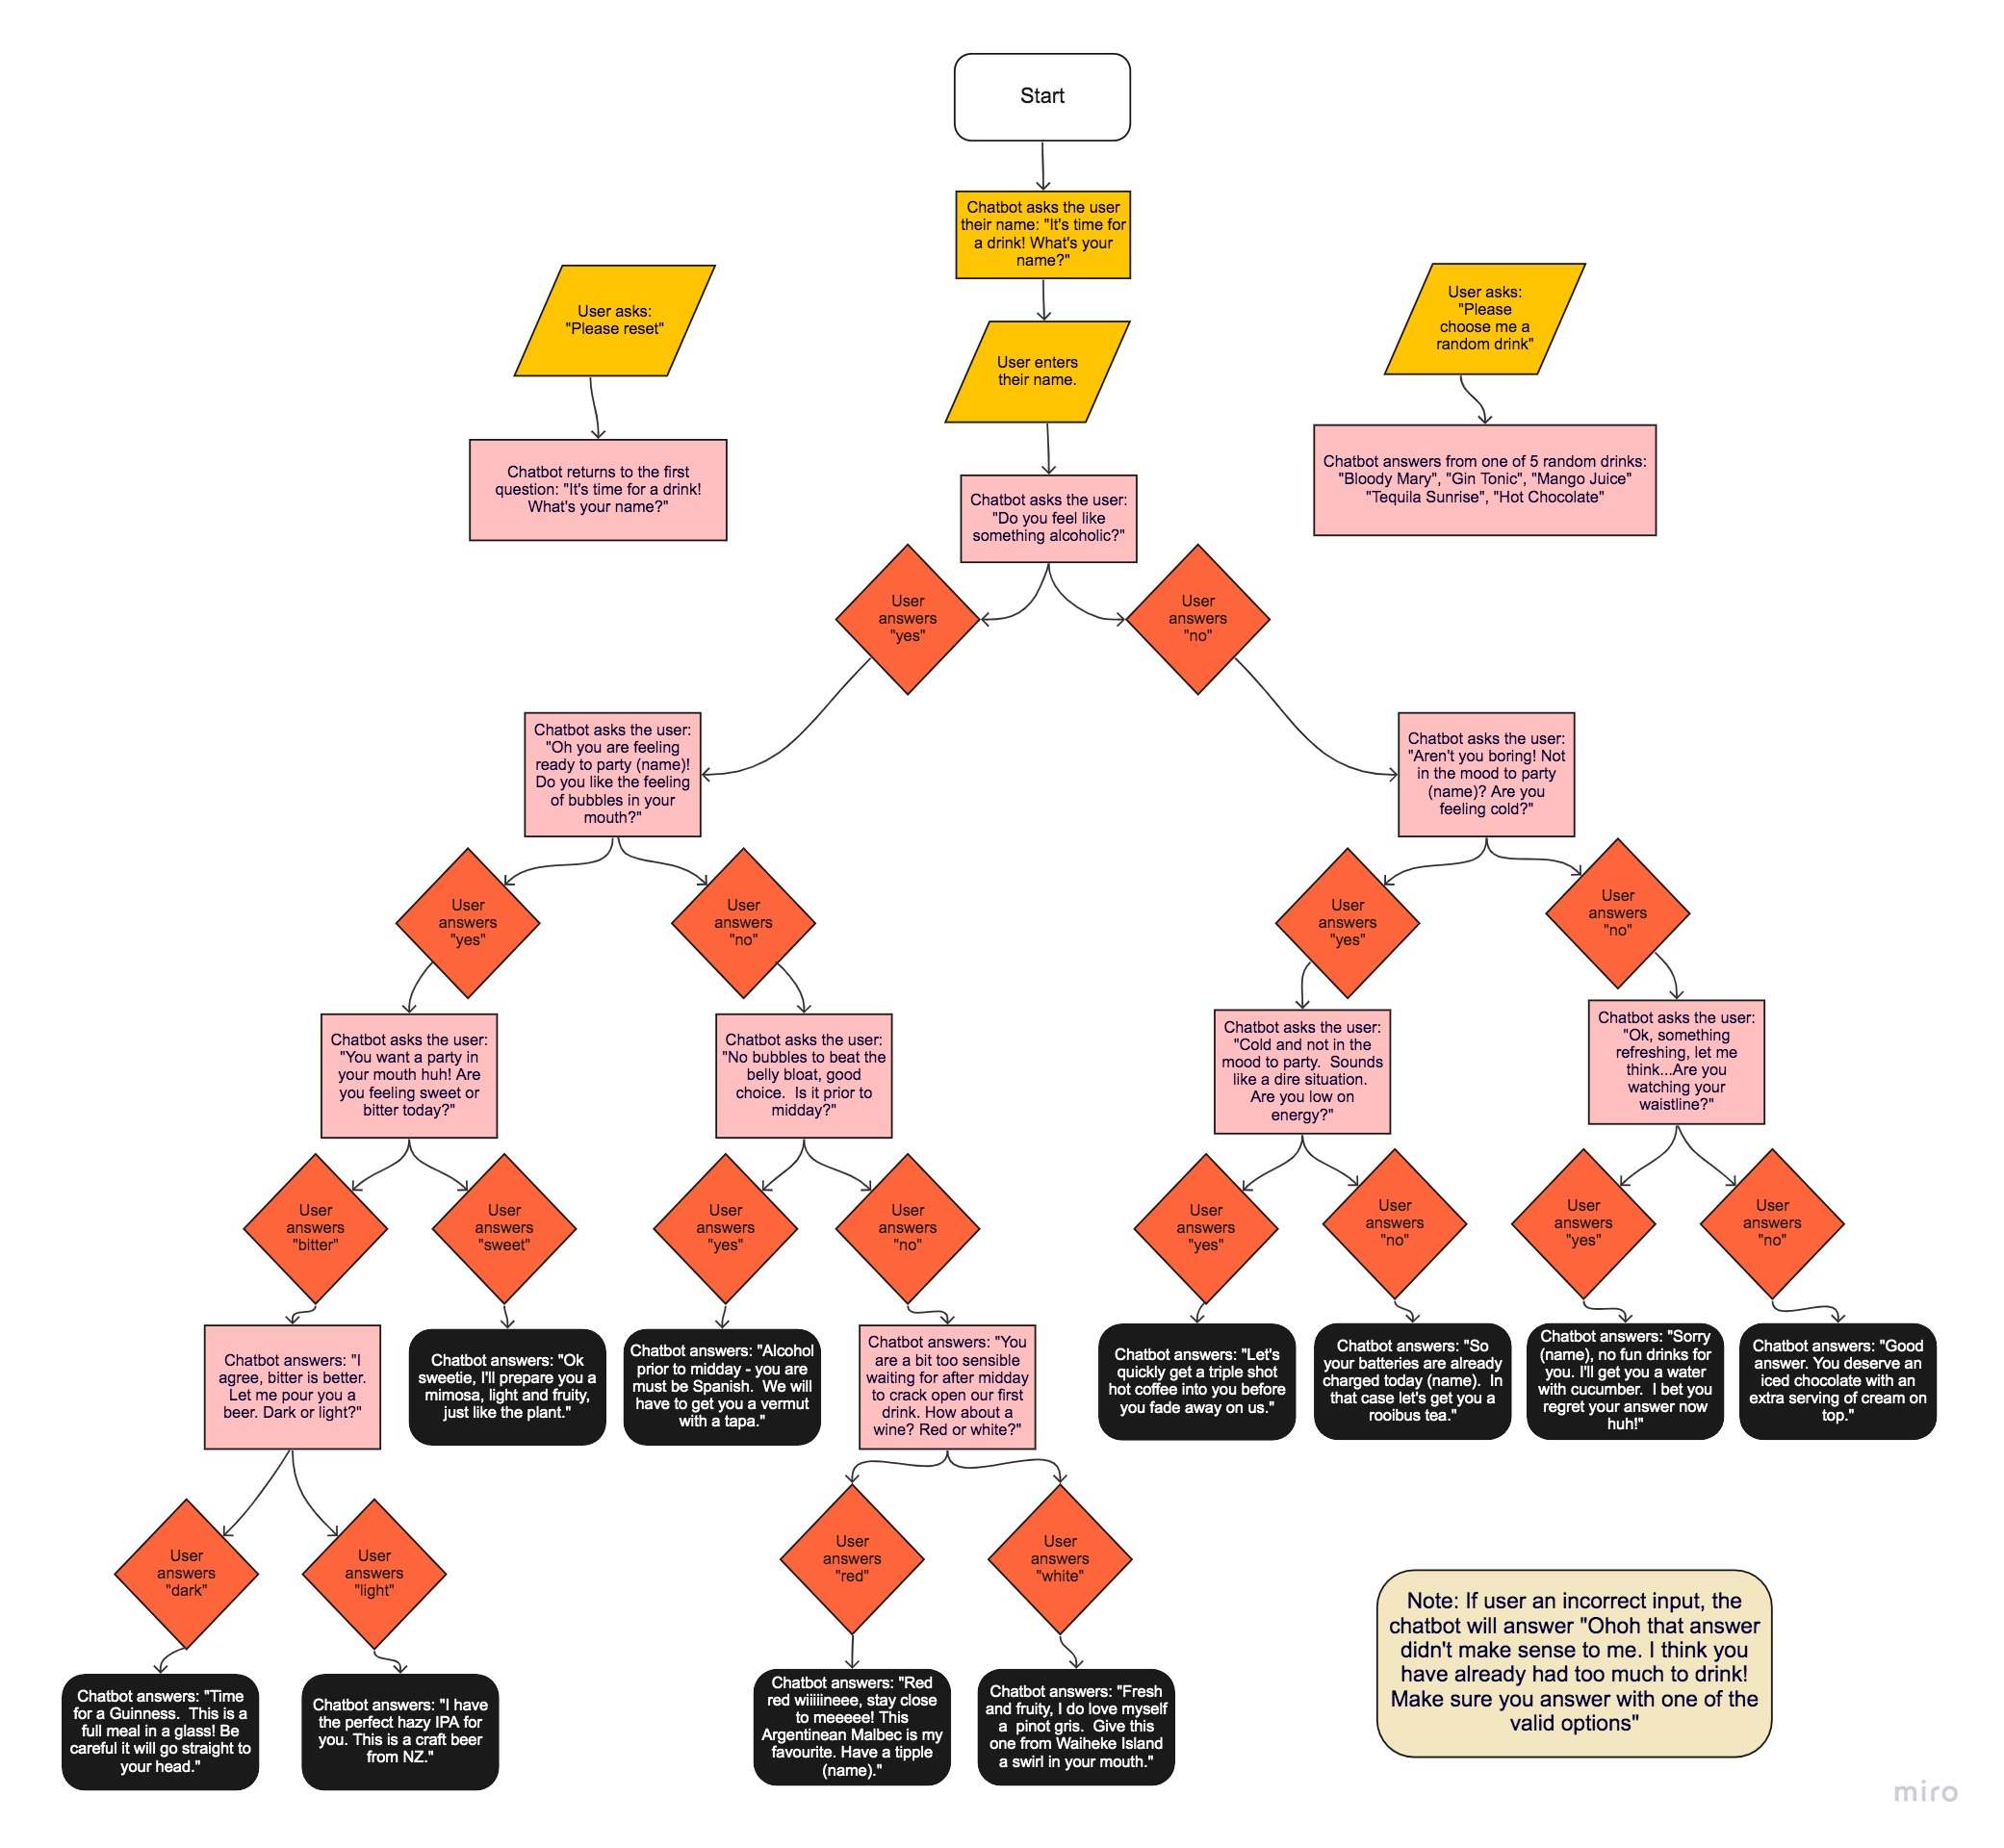 Start
Chatbot asks the user
their name: "It's time for
a drink! What's your
name?"
User asks:
"Please reset"
User enters
their name.
User asks:
"Please
choose me a
random drink"
Chatbot returns to the first
question: "It's time for a drink!
What's your name?"
Chatbot asks the user:
"Do you feel like
something alcoholic?"
Chatbot answers from one of 5 random drinks:
"Bloody Mary", "Gin Tonic", "Mango Juice"
"Tequila Sunrise", "Hot Chocolate"
User
answers
"yes"
User
answers
"no"
Chatbot asks the user:
"Oh you are feeling
ready to party (name)!
Do you like the feeling
of bubbles in your
mouth?"
Chatbot asks the user:
"Aren't you boring! Not
in the mood to party
(name)? Are you
feeling cold?"
User
answers
"yes"
User
answers
"no"
User
answers
"yes"
User
answers
"no"
Chatbot asks the user:
"You want a party in
your mouth huh! Are
you feeling sweet or
bitter today?"
Chatbot asks the user:
"No bubbles to beat the
belly bloat, good
choice.  Is it prior to
midday?"
Chatbot asks the user:
"Cold and not in the
mood to party.  Sounds
like a dire situation.
Are you low on
energy?"
Chatbot asks the user:
"Ok, something
refreshing, let me
think...Are you
watching your
waistline?"
User
answers
"bitter"
User
answers
"sweet"
User
answers
"yes"
User
answers
"no"
User
answers
"yes"
User
answers
"no"
User
answers
"yes"
User
answers
"no"
Chatbot answers: "I
agree, bitter is better.
Let me pour you a
beer. Dark or light?"
Chatbot answers: "Ok
sweetie, I'll prepare you a
mimosa, light and fruity,
just like the plant."
Chatbot answers: "Alcohol
prior to midday - you are
must be Spanish.  We will
have to get you a vermut
with a tapa."
Chatbot answers: "You
are a bit too sensible
waiting for after midday
to crack open our first
drink. How about a
wine? Red or white?"
Chatbot answers: "Let's
quickly get a triple shot
hot coffee into you before
you fade away on us."
Chatbot answers: "So
your batteries are already
charged today (name).  In
that case let's get you a
rooibus tea."
Chatbot answers: "Sorry
(name), no fun drinks for
you. I'll get you a water
with cucumber.  I bet you
regret your answer now
huh!"
Chatbot answers: "Good
answer. You deserve an
iced chocolate with an
extra serving of cream on
top."
User
answers
"dark"
User
answers
"light"
User
answers
"red"
User
answers
"white"
Chatbot answers: "Time
for a Guinness.  This is a
full meal in a glass! Be
careful it will go straight to
your head."
Chatbot answers: "I have
the perfect hazy IPA for
you. This is a craft beer
from NZ."
Chatbot answers: "Red
red wiiiiineee, stay close
to meeeee! This
Argentinean Malbec is my
favourite. Have a tipple
(name)."
Chatbot answers: "Fresh
and fruity, I do love myself
a  pinot gris.  Give this
one from Waiheke Island
a swirl in your mouth."
Note: If user an incorrect input, the
chatbot will answer "Ohoh that answer
didn't make sense to me. I think you
have already had too much to drink!
Make sure you answer with one of the
valid options"
miro